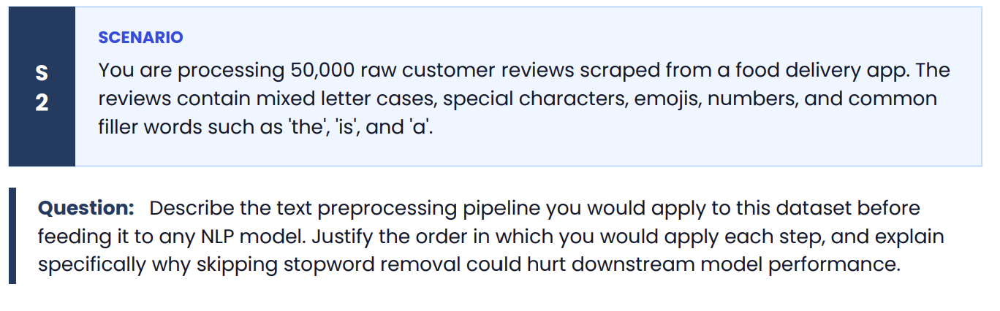 S
2
SCENARIO
You are processing 50,000 raw customer reviews scraped from a food delivery app. The
reviews contain mixed letter cases, special characters, emojis, numbers, and common
filler words such as 'the', 'is', and 'a'.
Question: Describe the text preprocessing pipeline you would apply to this dataset before
feeding it to any NLP model. Justify the order in which you would apply each step, and explain
specifically why skipping stopword removal could hurt downstream model performance.